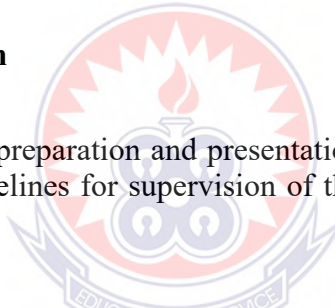 n
preparation and presentatio
elines for supervision of th